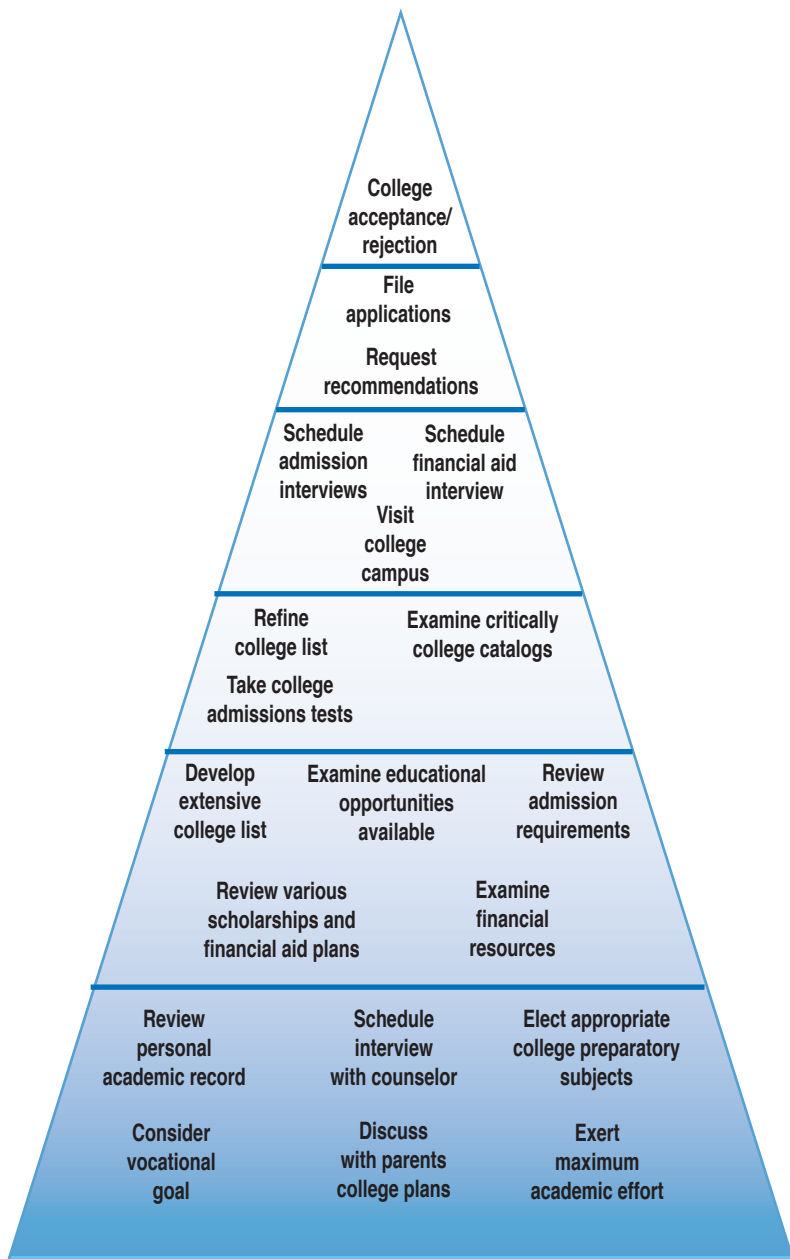 College
acceptance/
rejection
File
applications
Request
recommendations
Schedule
admission
interviews
Schedule
financial aid
interview
Visit
college
campus
Refine
college list
Examine critically
college catalogs
Take college
admissions tests
Develop
extensive
college list
Examine educational
opportunities
available
Review
admission
requirements
Review various
scholarships and
financial aid plans
Examine
financial
resources
Review
personal
academic record
Schedule
interview
with counselor
Elect appropriate
college preparatory
subjects
Consider
vocational
goal
Discuss
with parents
college plans
Exert
maximum
academic effort